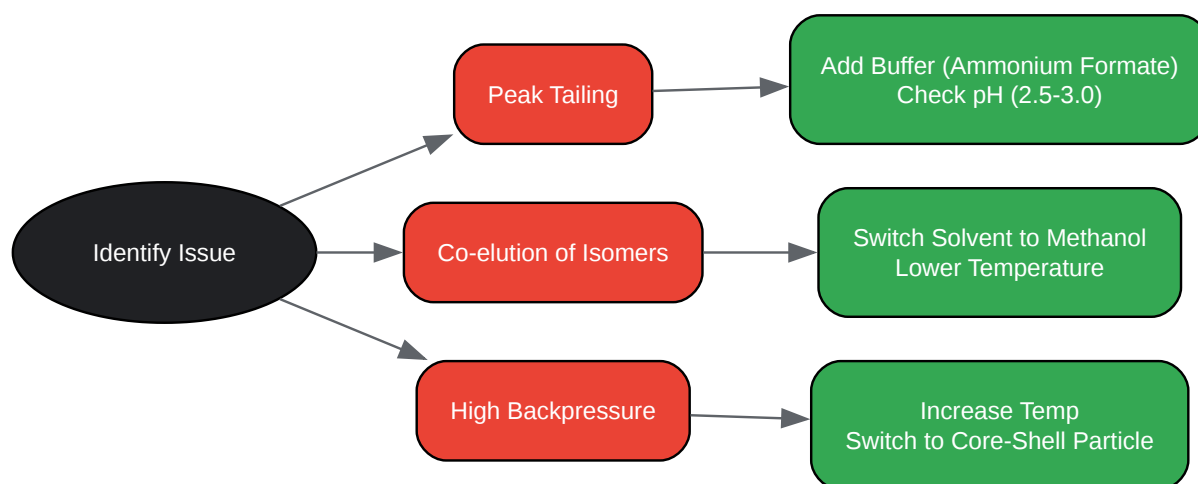 Identify Issue
Peak Tailing
Add Buffer (Ammonium Formate)
Check pH (2.5-3.0)
Co-elution of Isomers
Switch Solvent to Methanol
Lower Temperature
High Backpressure
Increase Temp
Switch to Core-Shell Particle